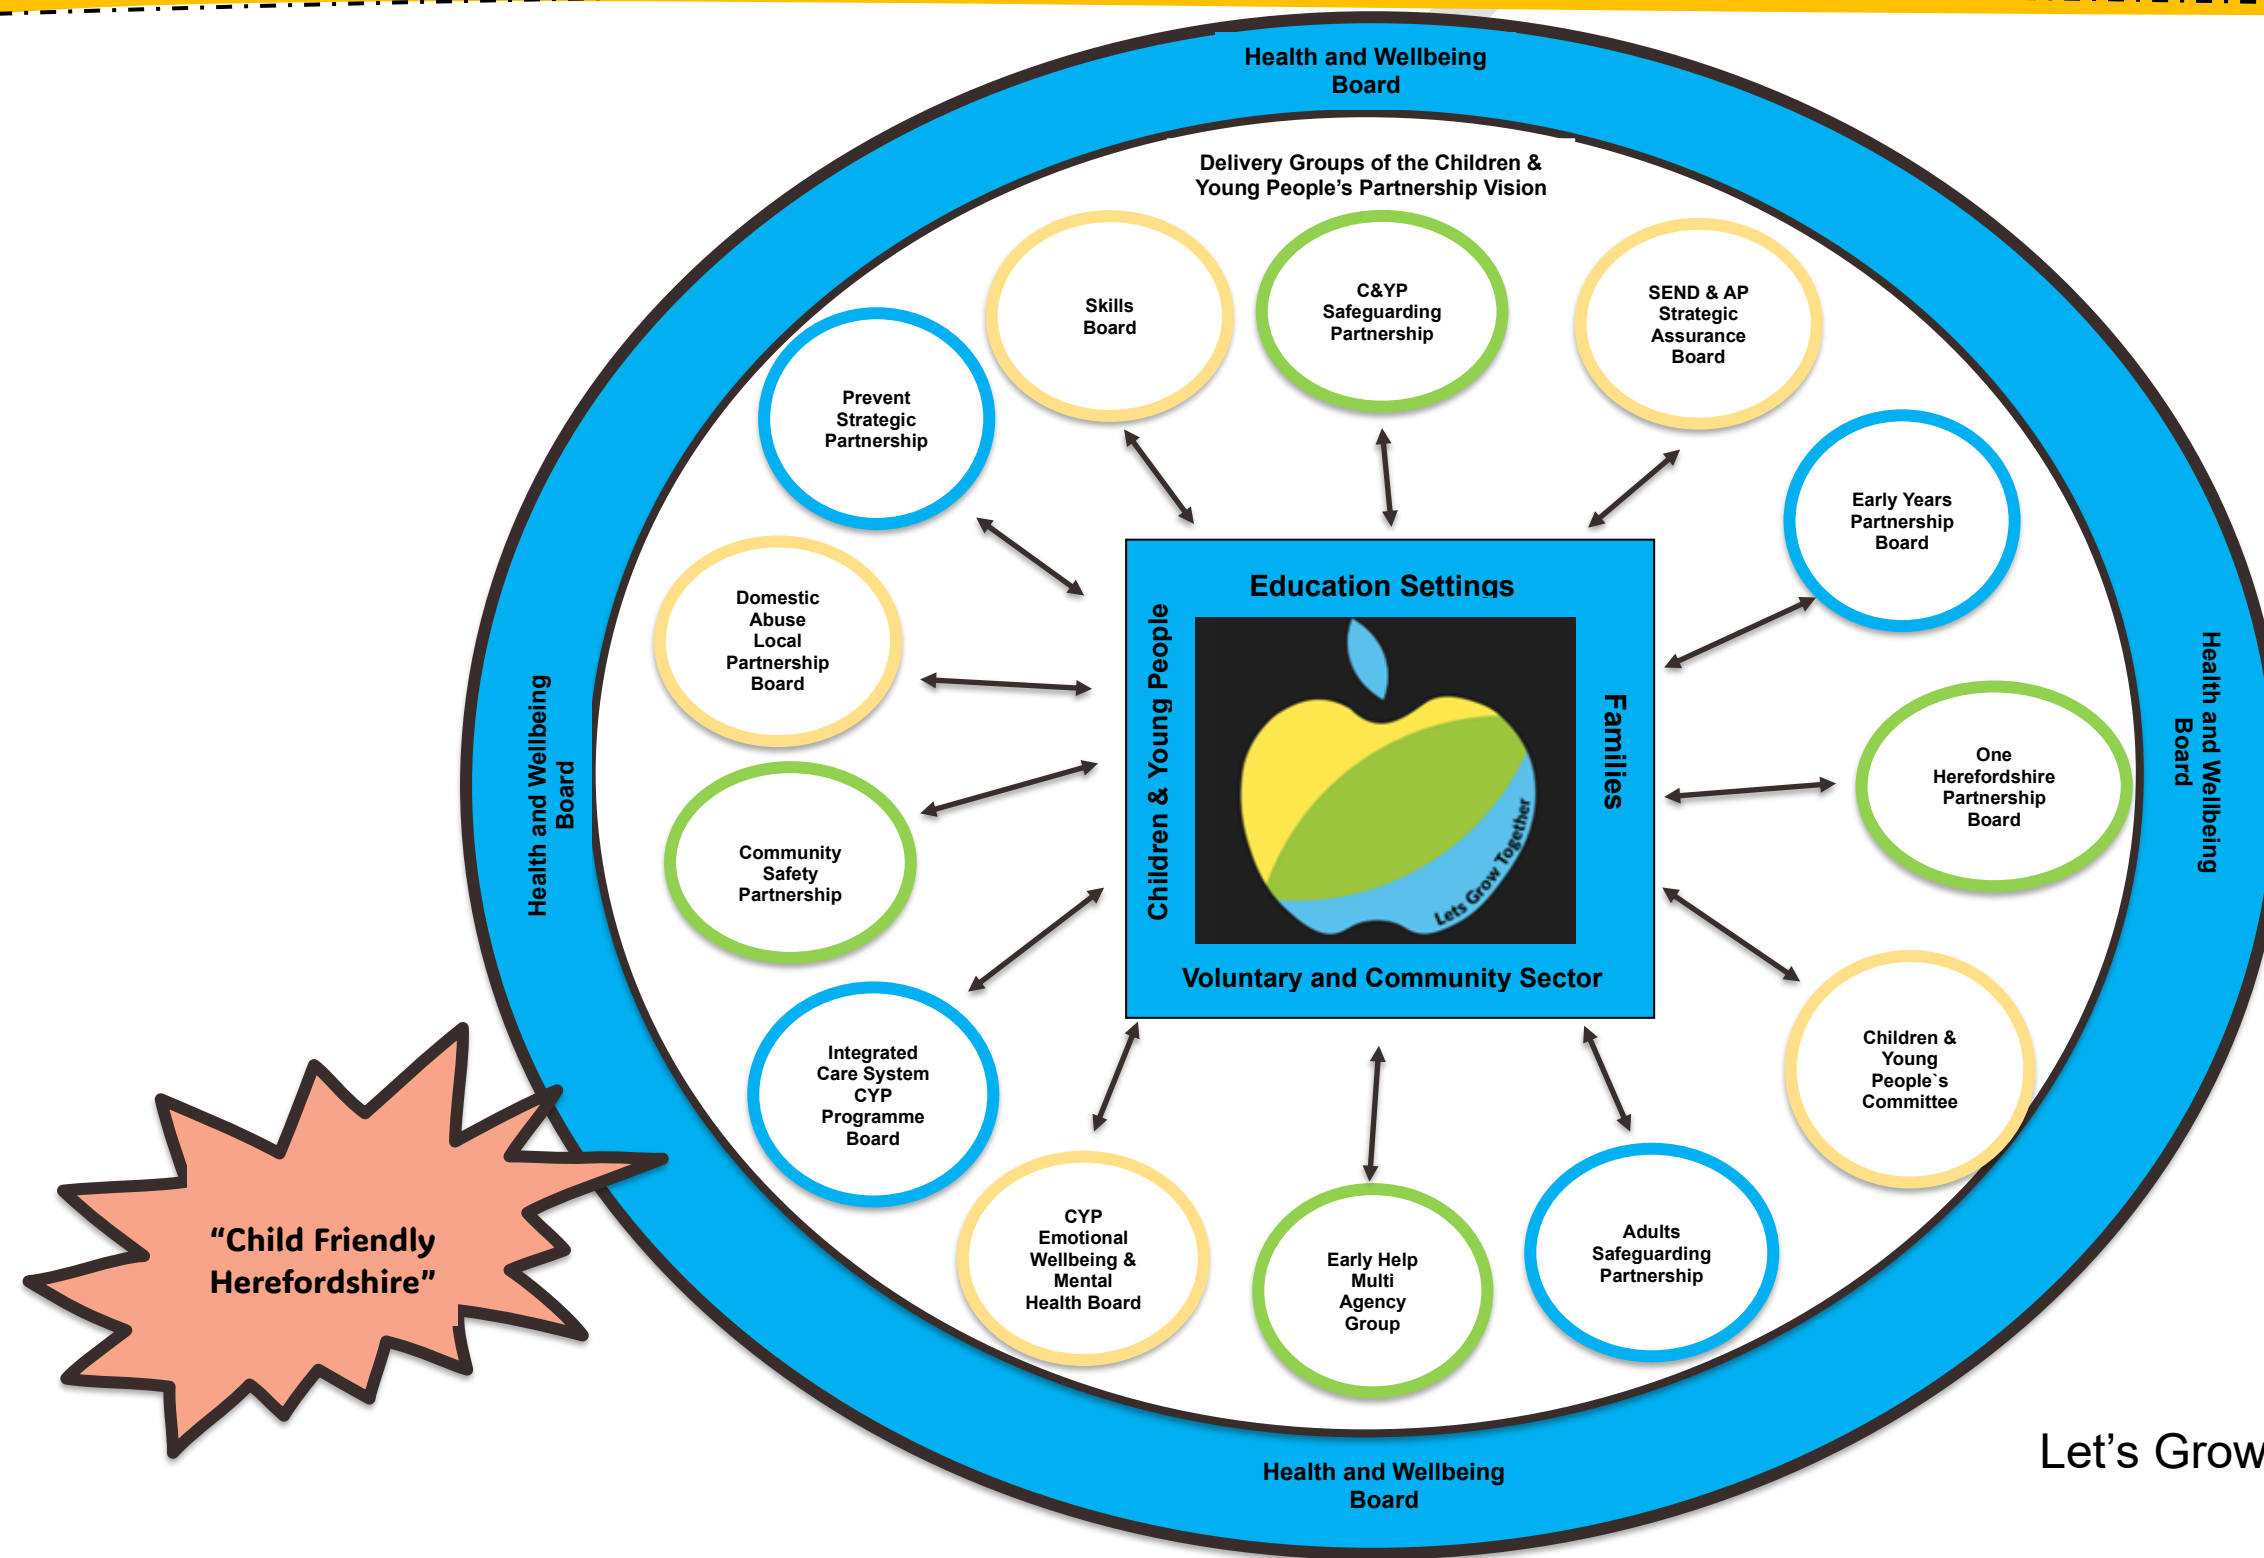 Health and Wellbeing
Board
Delivery Groups of the Children &
Young People’s Partnership Vision
Skills
Board
C&YP
Safeguarding
Partnership
SEND & AP
Strategic
Assurance
Board
Prevent
Strategic
Partnership
Early Years
Partnership
Board
Domestic
Abuse
Local
Partnership
Board
Education Settings
Children & Young People
Families
Lets Grow Together
Voluntary and Community Sector
Health and Wellbeing
Board
Health and Wellbeing
Board
One
Herefordshire
Partnership
Board
Community
Safety
Partnership
Children &
Young
People`s
Committee
Integrated
Care System
CYP
Programme
Board
CYP
Emotional
Wellbeing &
Mental
Health Board
Early Help
Multi
Agency
Group
Adults
Safeguarding
Partnership
“Child Friendly
Herefordshire”
Let’s Grow
Health and Wellbeing
Board